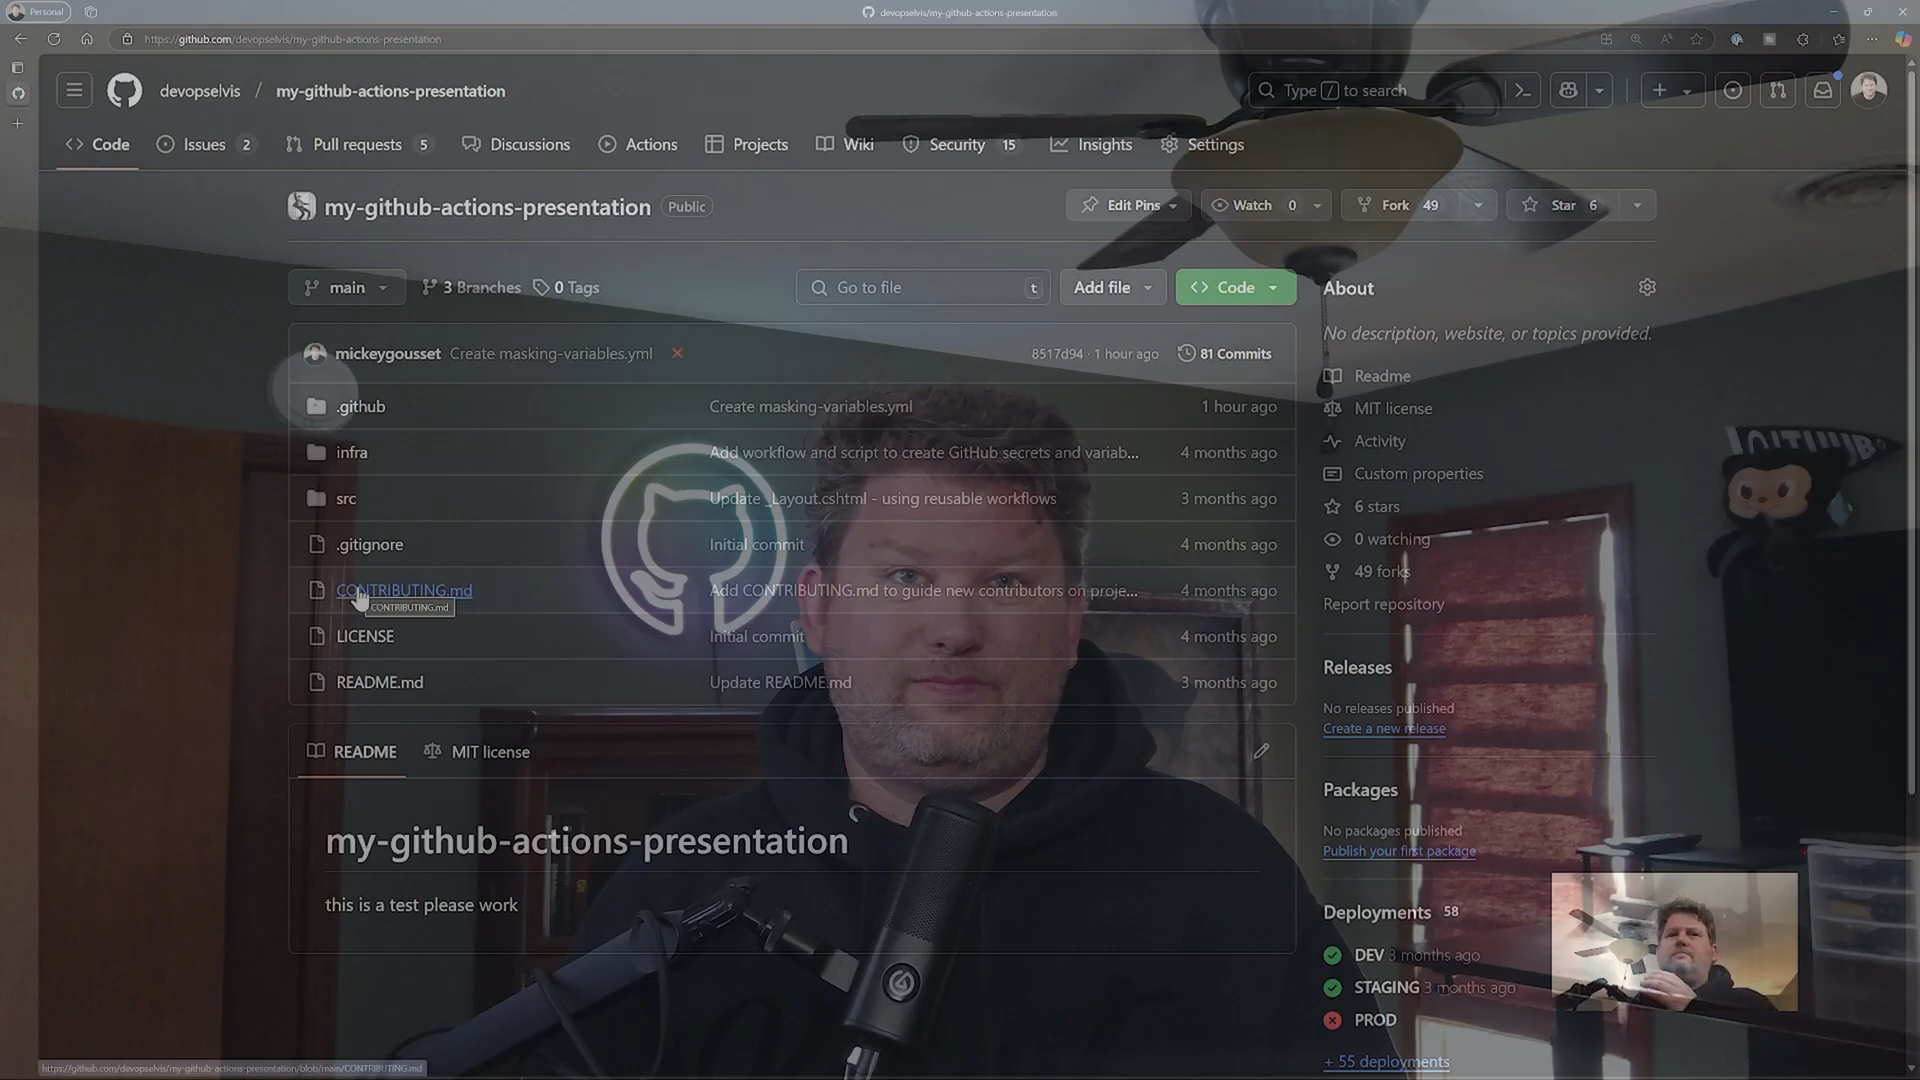 Personal
devopselvis/my-github-actions-presentation
https://github.com/devopselvis/my-github-actions-presentation
devopselvis / my-github-actions-presentation
Type / to search
Code Issues 2 Pull requests 5 Discussions Actions Projects Wiki Security 15 Insights Settings
my-github-actions-presentation Public
Edit Pins Watch 0 Fork 49 Star 6
main 3 Branches 0 Tags Go to file t Add file Code
mickeygousset Create masking-variables.yml 8517d94 · 1 hour ago 81 Commits
.github Create masking-variables.yml 1 hour ago
infra Add workflow and script to create GitHub secrets and variab... 4 months ago
src Update _Layout.cshtml - using reusable workflows 3 months ago
.gitignore Initial commit 4 months ago
CONTRIBUTING.md Add CONTRIBUTING.md to guide new contributors on proje... 4 months ago
CONTRIBUTING.md
LICENSE Initial commit 4 months ago
README.md Update README.md 3 months ago
README MIT license
my-github-actions-presentation
this is a test please work
About
No description, website, or topics provided.
Readme
MIT license
Activity
Custom properties
6 stars
0 watching
49 forks
Report repository
Releases
No releases published
Create a new release
Packages
No packages published
Publish your first package
Deployments 58
DEV 3 months ago
STAGING 3 months ago
PROD
+ 55 deployments
https://github.com/devopselvis/my-github-actions-presentation/blob/main/CONTRIBUTING.md